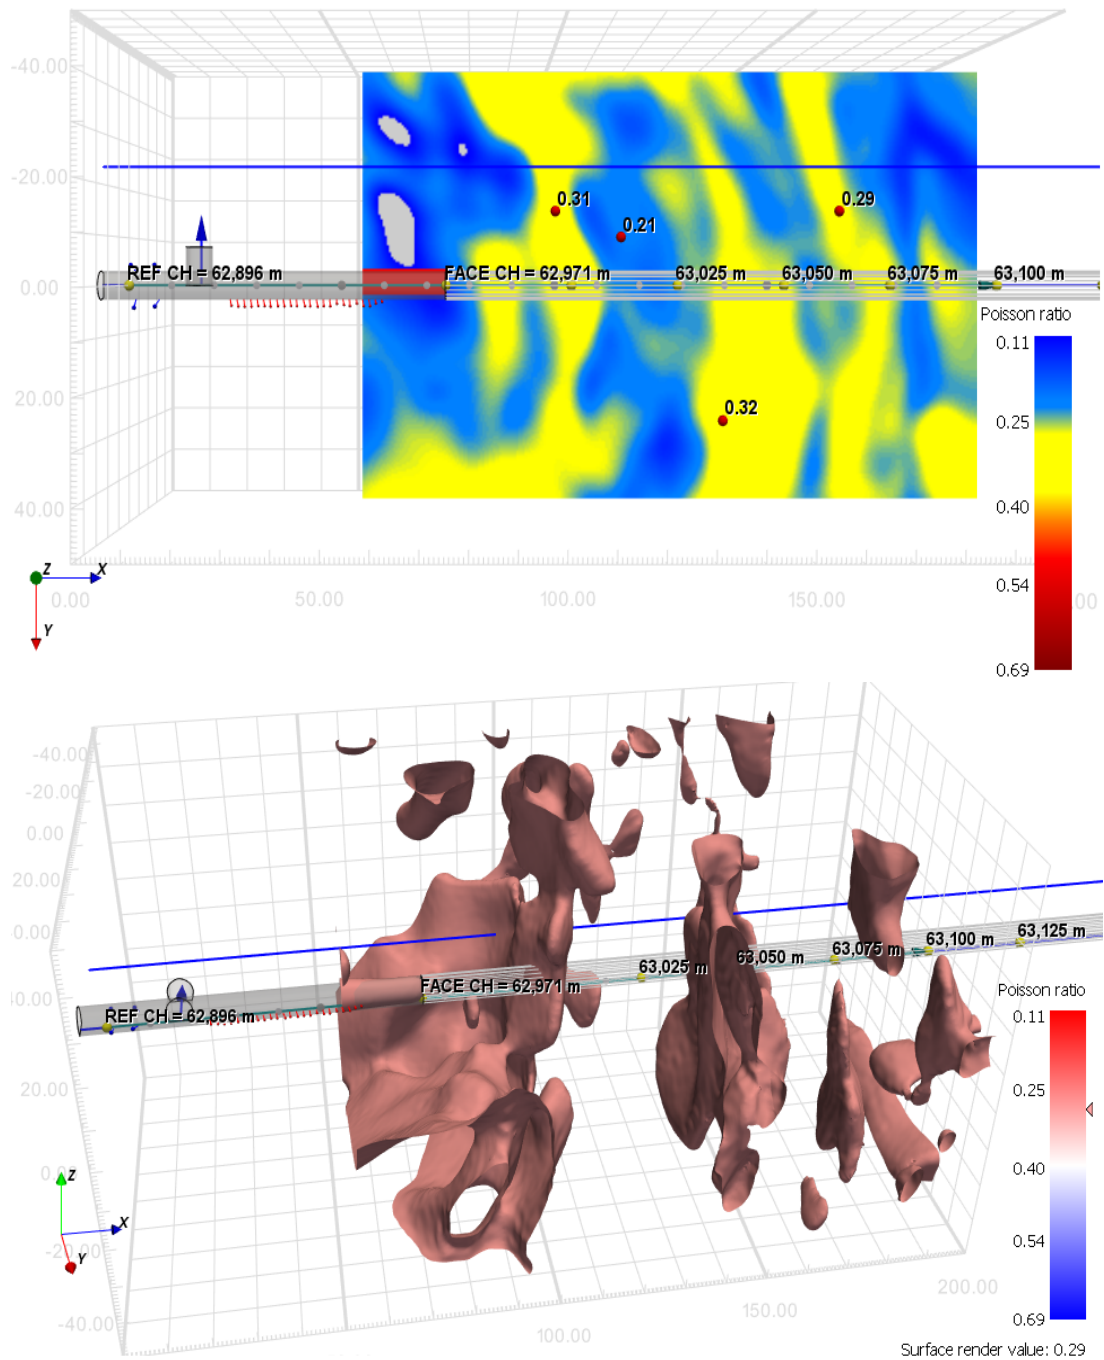 -40.00
-20.00
0.31
0.29
0.21
REF CH = 62,896 m
FACE CH = 62,971 m
63,025 m
63,050 m
63,075 m
63,100 m
0.00
Poisson ratio
0.11
20.00
0.32
0.25
40.00
0.40
Z
X
0.54
0.00
50.00
100.00
150.00
Y
0.69
-40.00
-20.00
0.00
20.00
0.00
63,125 m
63,100 m
63,075 m
63,050 m
63,025 m
FACE CH = 62,971 m
Poisson ratio
REF CH = 62,896 m
0.11
20.00
0.25
0.40
Z
X
0.54
Y
-20.00
200.00
150.00
-40.00
100.00
0.69
Surface render value: 0.29